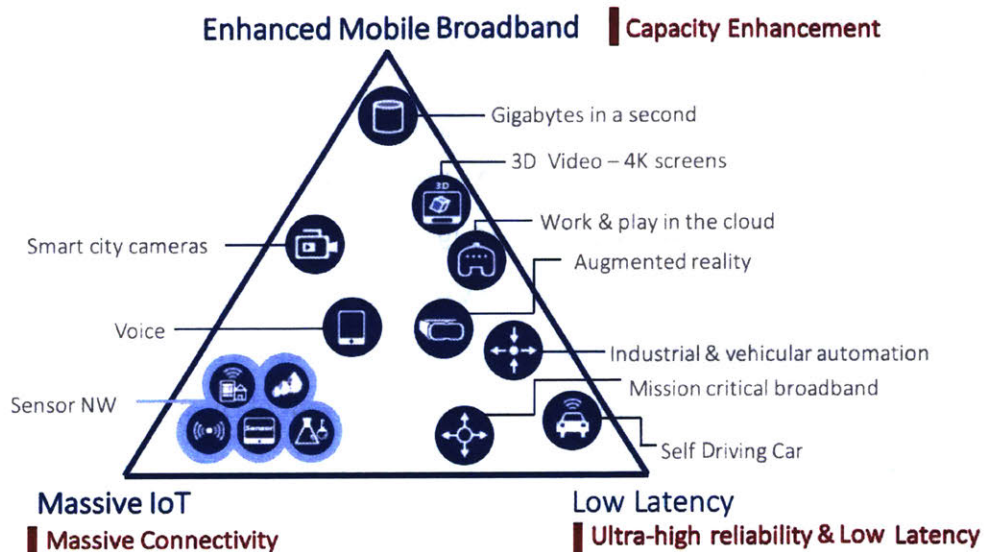 Enhanced Mobile Broadband
Capacity Enhancement
Gigabytes in a second
3D Video – 4K screens
3D
Work & play in the cloud
Smart city cameras
Augmented reality
Voice
Industrial & vehicular automation
Mission critical broadband
Sensor NW
Sensor
Self Driving Car
Massive IoT
Low Latency
Massive Connectivity
Ultra-high reliability & Low Latency